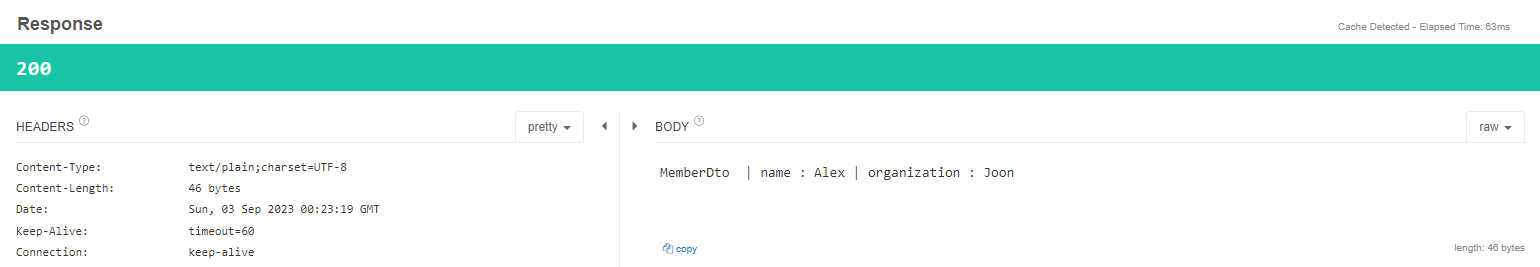 Response
Cache Detected - Elapsed Time: 63ms
200
HEADERS ?
pretty
BODY ?
raw
Content-Type: text/plain;charset=UTF-8
Content-Length: 46 bytes
Date: Sun, 03 Sep 2023 00:23:19 GMT
Keep-Alive: timeout=60
Connection: keep-alive
MemberDto  | name : Alex | organization : Joon
copy
length: 46 bytes